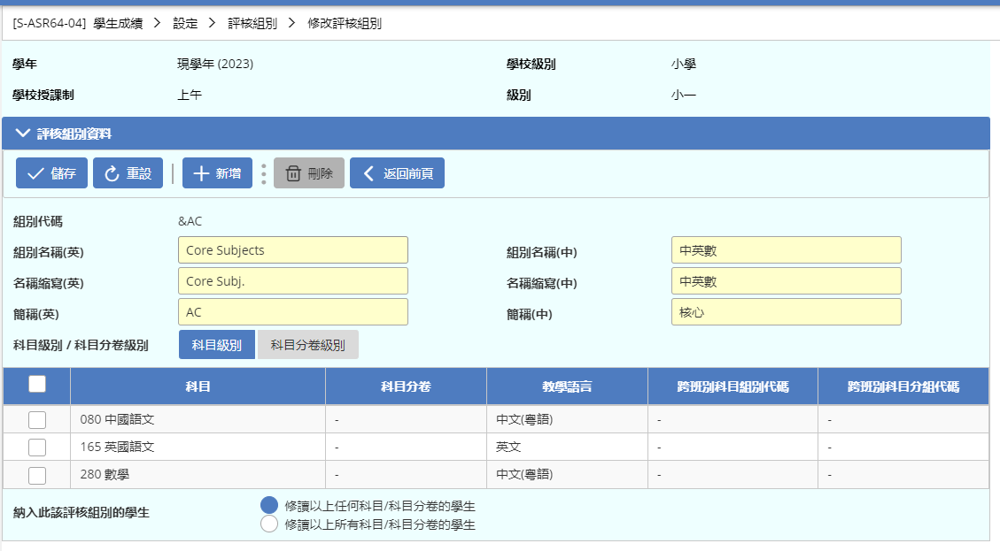 [S-ASR64-04] 學生成績 > 設定 > 評核組別 > 修改評核組別
學年 現學年 (2023) 學校級別 小學
學校授課制 上午 級別 小一
評核組別資料
儲存 重設 新增 刪除 返回前頁
組別代碼 &AC
組別名稱(英) Core Subjects 組別名稱(中) 中英數
名稱縮寫(英) Core Subj. 名稱縮寫(中) 中英數
簡稱(英) AC 簡稱(中) 核心
科目級別 / 科目分卷級別 科目級別 科目分卷級別
科目 科目分卷 教學語言 跨班別科目組別代碼 跨班別科目分組代碼
080 中國語文 - 中文(粵語) - -
165 英國語文 - 英文 - -
280 數學 - 中文(粵語) - -
納入此該評核組別的學生
修讀以上任何科目/科目分卷的學生
修讀以上所有科目/科目分卷的學生